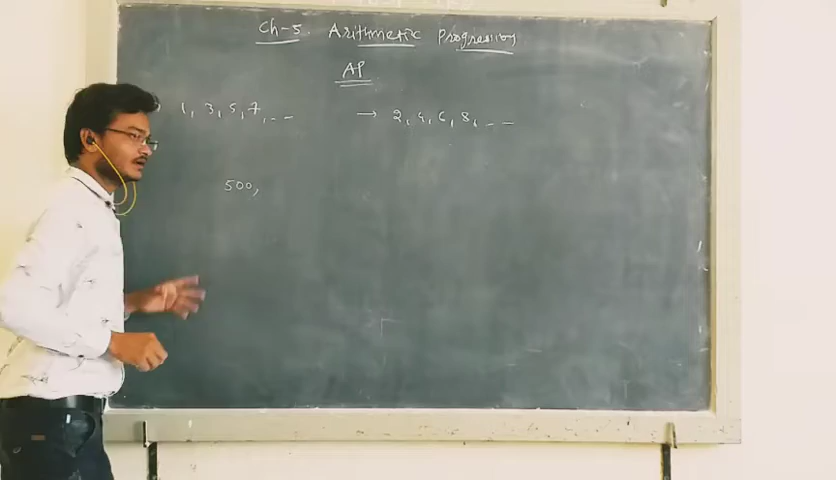 Ch-5. Arithmetic Progression
AP
1, 3, 5, 7, - - → 2, 4, 6, 8, - -
500,